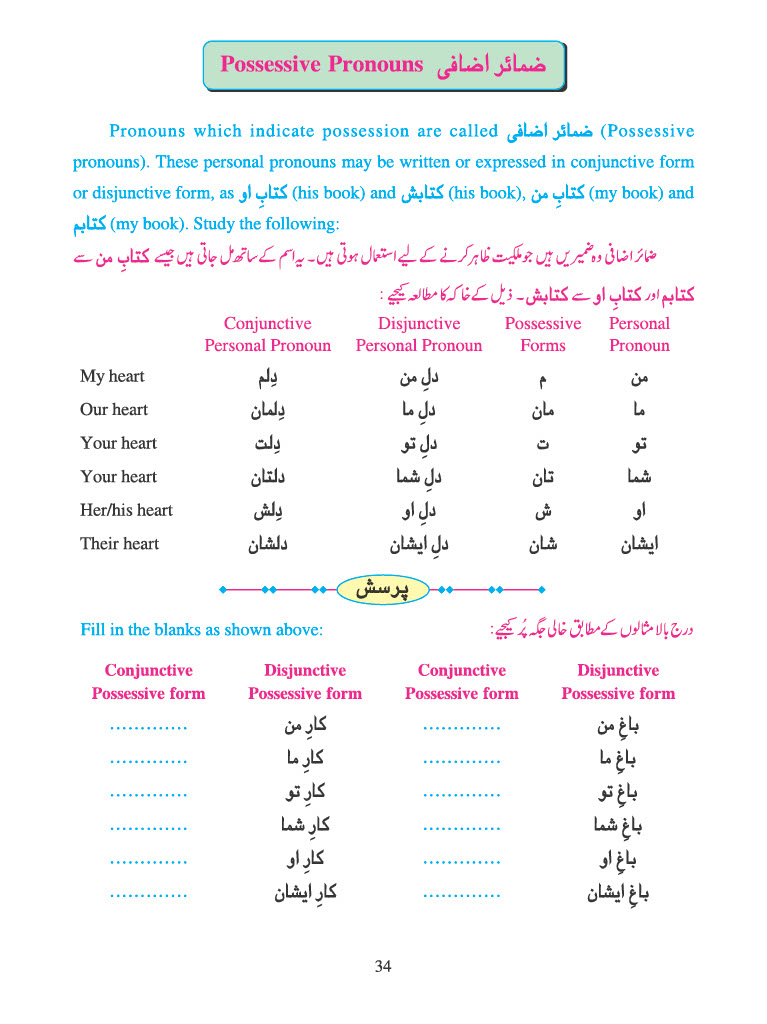 Possessive Pronouns ضمائر اضافی
Pronouns which indicate possession are called ضمائر اضافی (Possessive
pronouns). These personal pronouns may be written or expressed in conjunctive form
or disjunctive form, as کتابِ او (his book) and کتابش (his book), کتابِ من (my book) and
کتابم (my book). Study the following:
ضمائر اضافی وہ ضمیریں ہیں جو ملکیت ظاہر کرنے کے لیے استعمال ہوتی ہیں۔ یہ اسم کے ساتھ مل جاتی ہیں جیسے کتابِ من سے
کتابم اور کتابِ او سے کتابش۔ ذیل کے خاکہ کا مطالعہ کیجیے :
Conjunctive Disjunctive Possessive Personal
Personal Pronoun Personal Pronoun Forms Pronoun
My heart دِلم دلِ من م من
Our heart دِلمان دلِ ما مان ما
Your heart دِلت دلِ تو ت تو
Your heart دلتان دلِ شما تان شما
Her/his heart دِلش دلِ او ش او
Their heart دلشان دلِ ایشان شان ایشان
پرسش
Fill in the blanks as shown above: درج بالا مثالوں کے مطابق خالی جگہ پُر کیجیے:
Conjunctive Disjunctive Conjunctive Disjunctive
Possessive form Possessive form Possessive form Possessive form
............. کارِ من ............. باغِ من
............. کارِ ما ............. باغِ ما
............. کارِ تو ............. باغِ تو
............. کارِ شما ............. باغِ شما
............. کارِ او ............. باغِ او
............. کارِ ایشان ............. باغِ ایشان
34